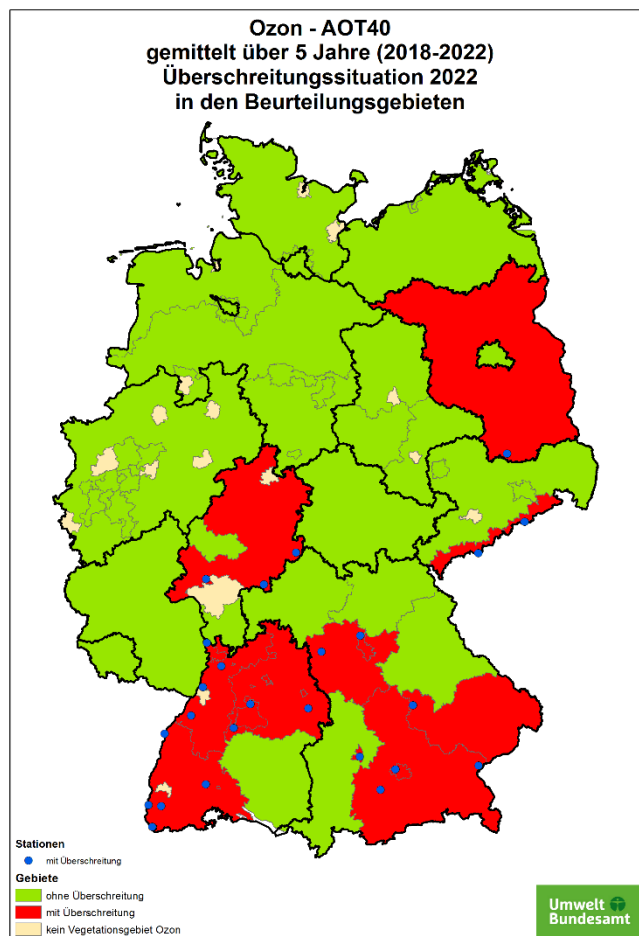 Ozon - AOT40
gemittelt über 5 Jahre (2018-2022)
Überschreitungssituation 2022
in den Beurteilungsgebieten
Stationen
mit Überschreitung
Gebiete
ohne Überschreitung
mit Überschreitung
kein Vegetationsgebiet Ozon
Umwelt
Bundesamt